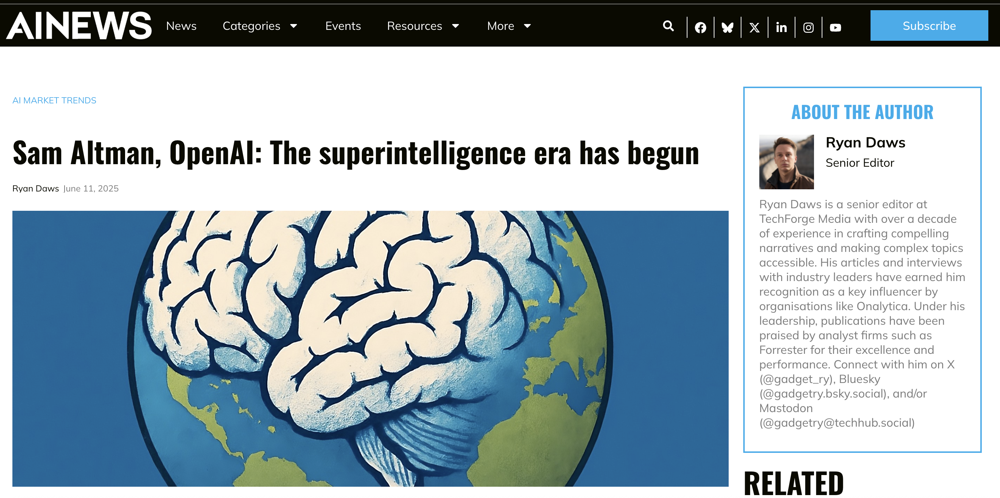 AINEWS
News
Categories
Events
Resources
More
Subscribe
AI MARKET TRENDS
Sam Altman, OpenAI: The superintelligence era has begun
Ryan Daws June 11, 2025
ABOUT THE AUTHOR
Ryan Daws
Senior Editor
Ryan Daws is a senior editor at
TechForge Media with over a decade
of experience in crafting compelling
narratives and making complex topics
accessible. His articles and interviews
with industry leaders have earned him
recognition as a key influencer by
organisations like Onalytica. Under his
leadership, publications have been
praised by analyst firms such as
Forrester for their excellence and
performance. Connect with him on X
(@gadget_ry), Bluesky
(@gadgetry.bsky.social), and/or
Mastodon
(@gadgetry@techhub.social)
RELATED